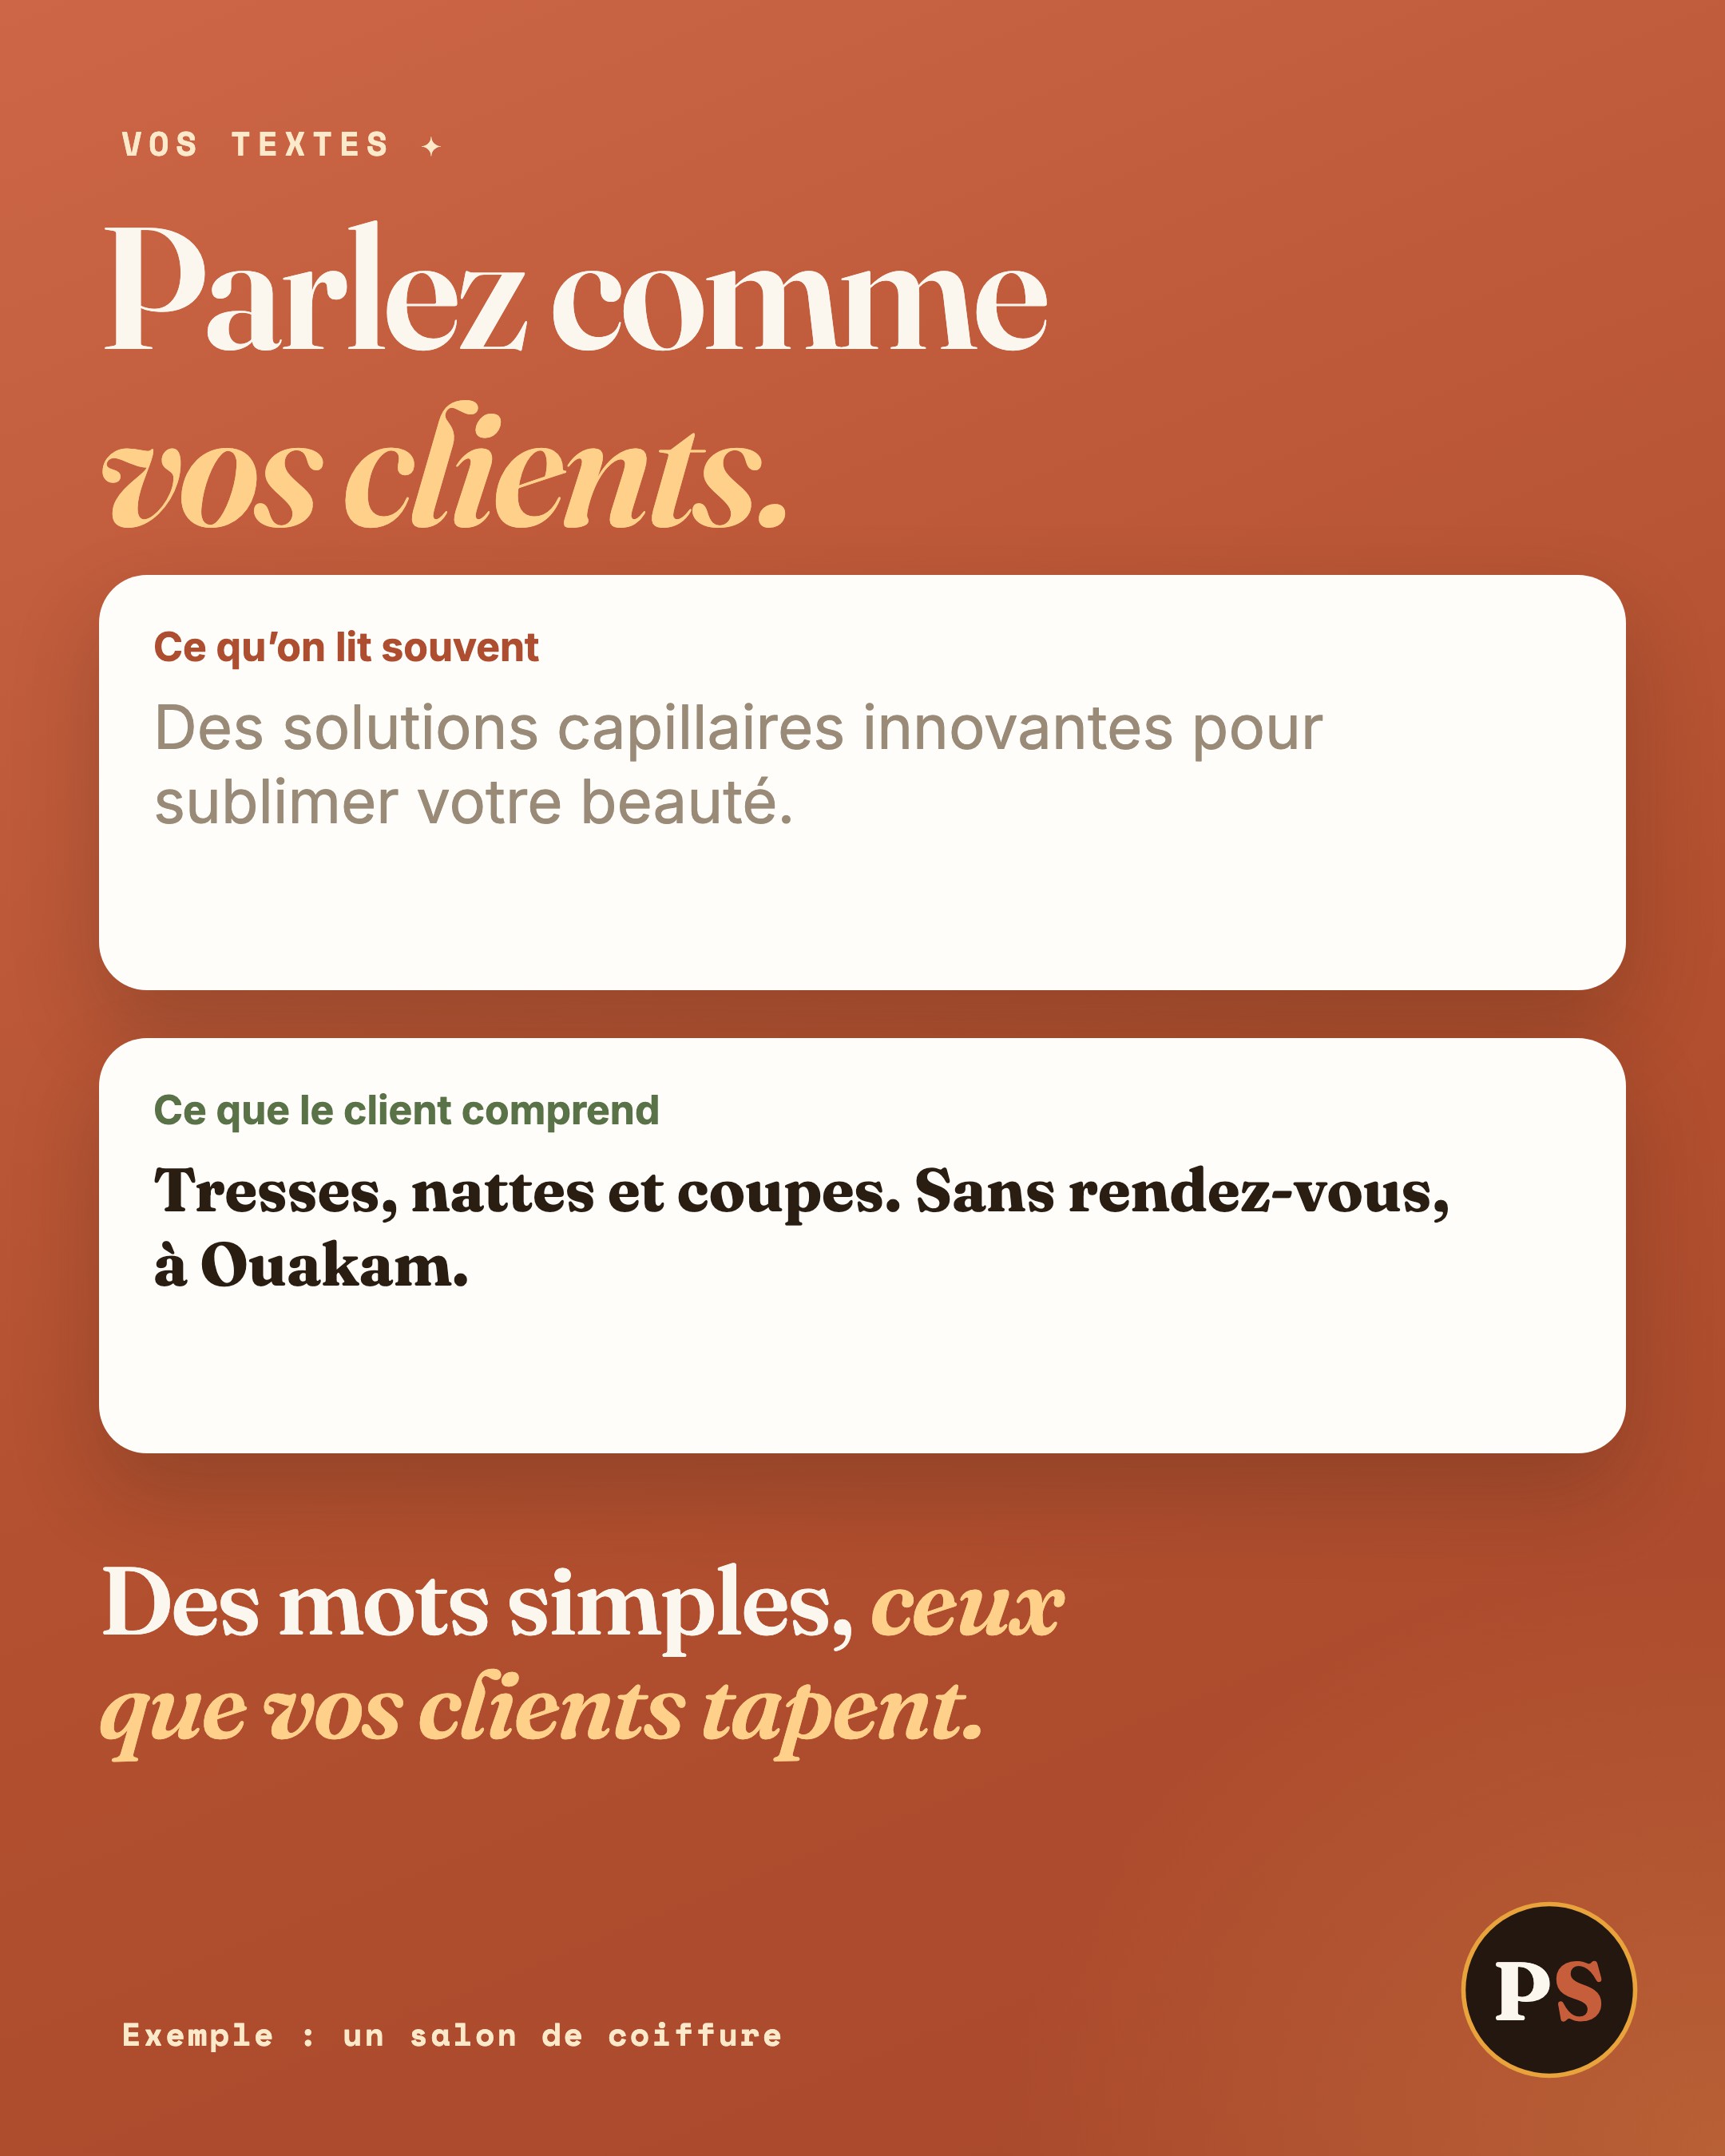 VOS TEXTES ✦
Parlez comme
vos clients.
Ce qu’on lit souvent
Des solutions capillaires innovantes pour
sublimer votre beauté.
Ce que le client comprend
Tresses, nattes et coupes. Sans rendez-vous,
à Ouakam.
Des mots simples, ceux
que vos clients tapent.
Exemple : un salon de coiffure
PS